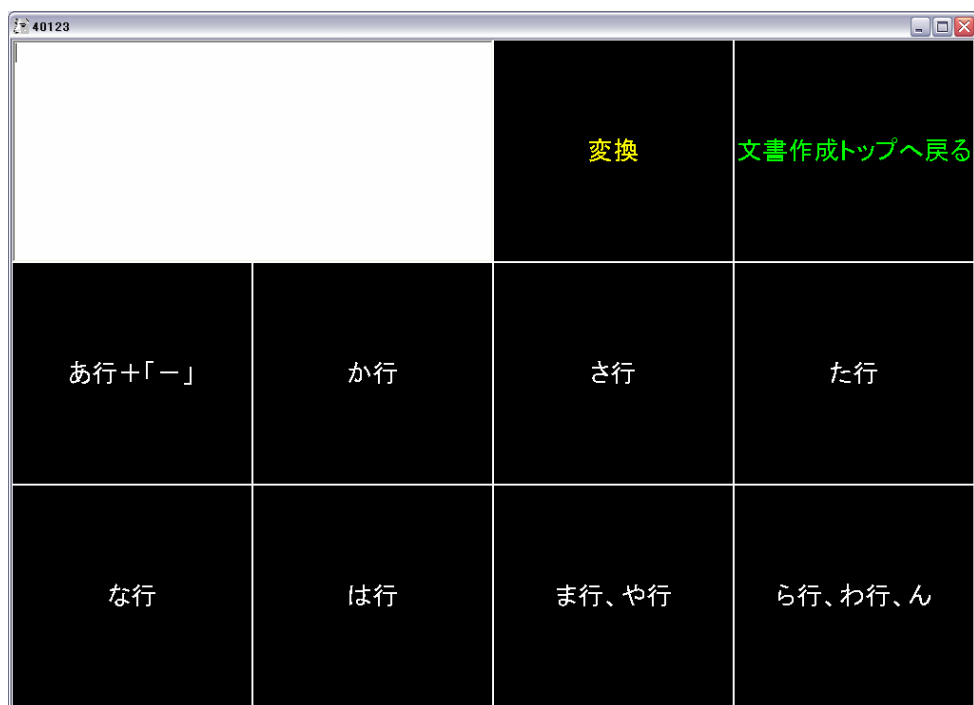 40123
変換
文書作成トップへ戻る
あ行＋「ー」
か行
さ行
た行
な行
は行
ま行、や行
ら行、わ行、ん